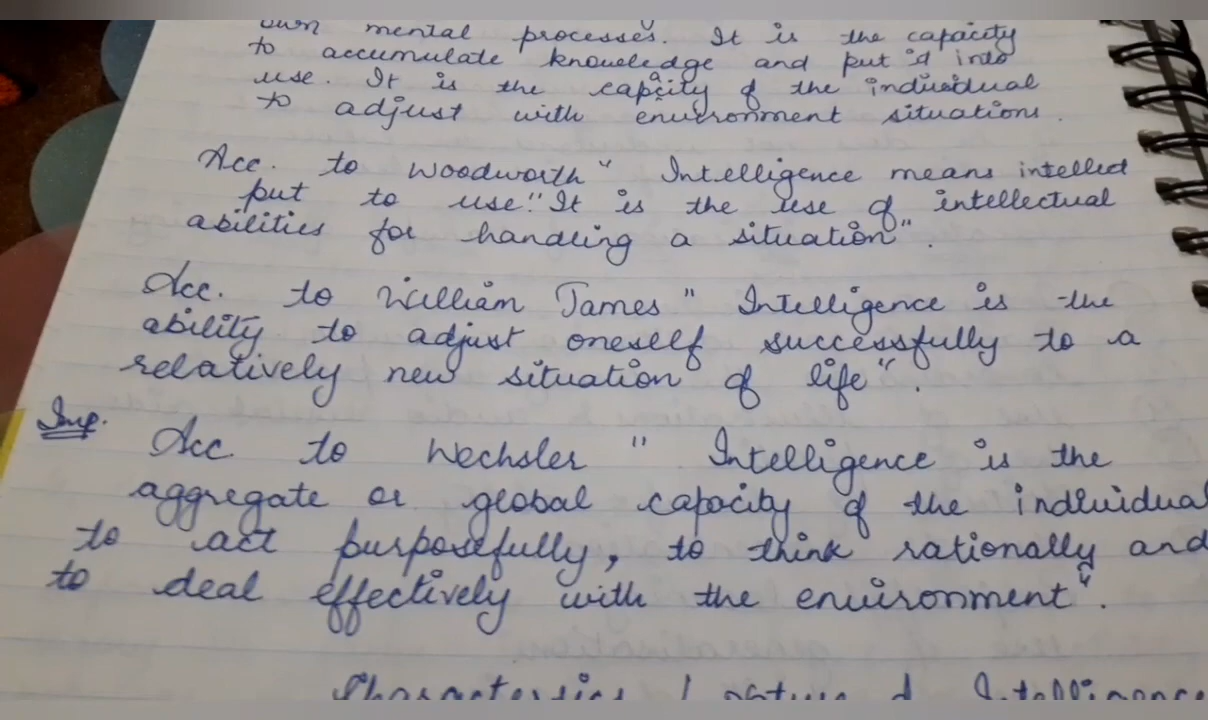 own mental processes. It is the capacity
to accumulate knowledge and put it into
use. It is the capacity of the individual
to adjust with environment situations.
Acc. to Woodworth " Intelligence means intellect
put to use." It is the use of intellectual
abilities for handling a situation".
Acc. to William James " Intelligence is the
ability to adjust oneself successfully to a
relatively new situation of life".
Imp.
Acc to Wechsler " Intelligence is the
aggregate or global capacity of the individual
to act purposefully, to think rationally and
to deal effectively with the environment".
Characteristics / nature of Intelligence